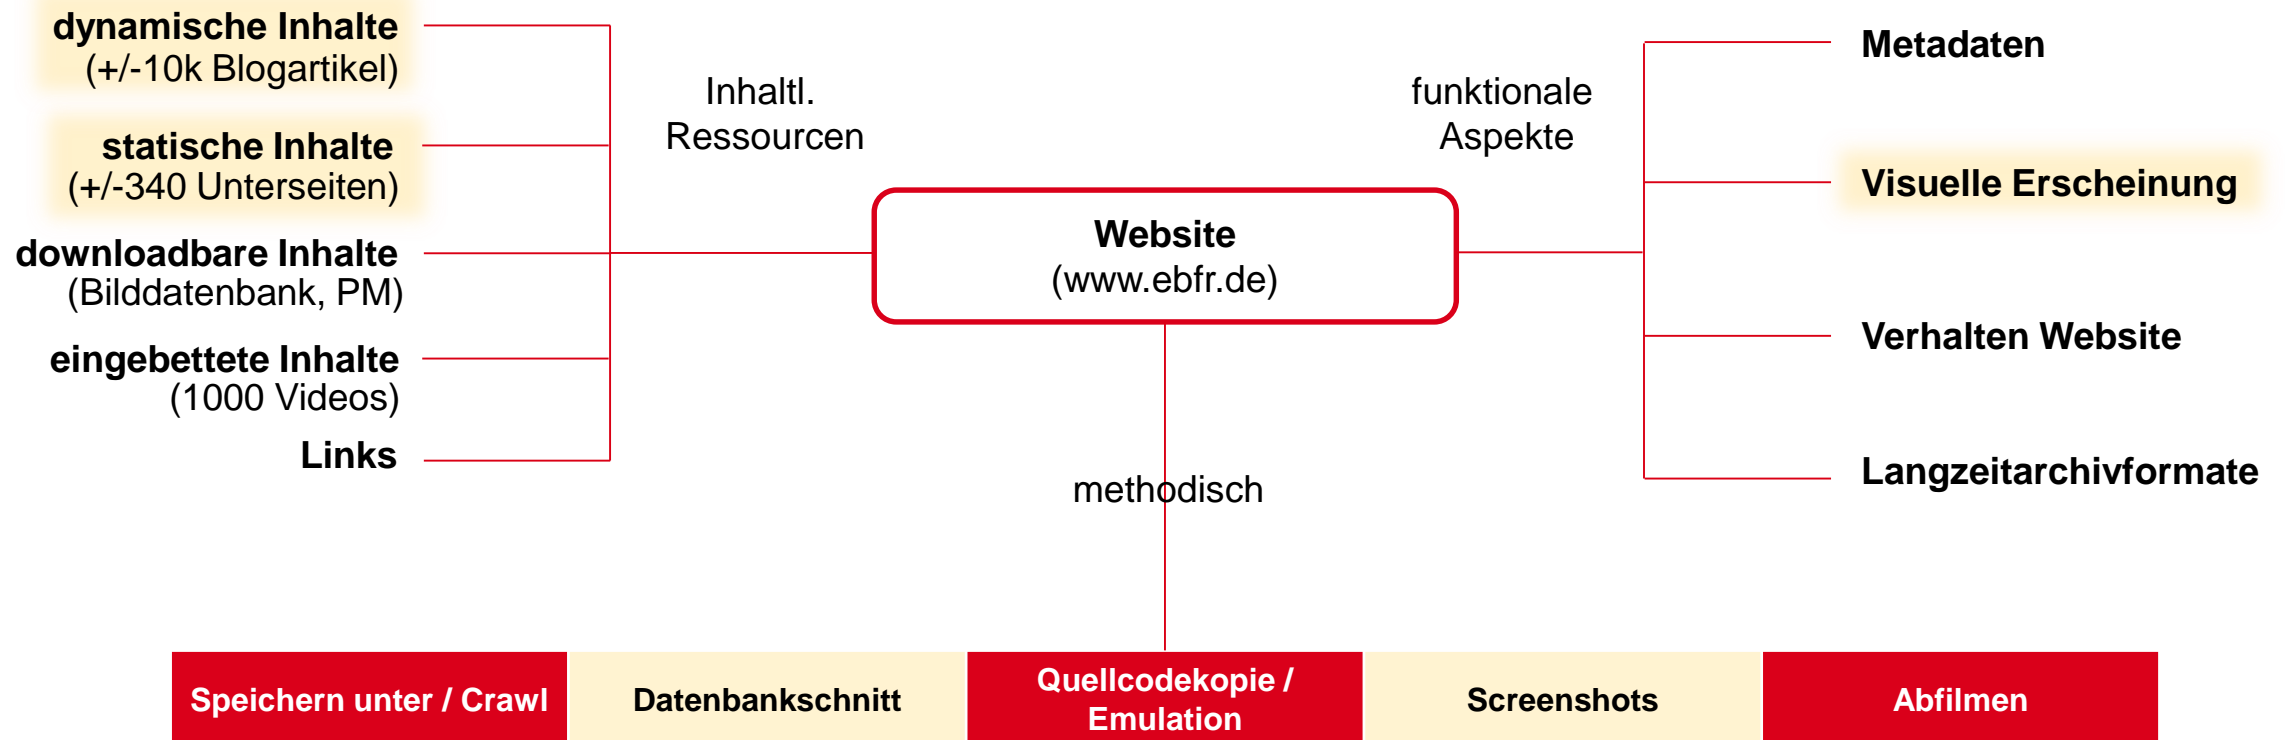 dynamische Inhalte
(+/-10k Blogartikel)
statische Inhalte
(+/-340 Unterseiten)
downloadbare Inhalte
(Bilddatenbank, PM)
eingebettete Inhalte
(1000 Videos)
Links
Inhaltl.
Ressourcen
Website
(www.ebfr.de)
methodisch
funktionale
Aspekte
Metadaten
Visuelle Erscheinung
Verhalten Website
Langzeitarchivformate
Speichern unter / Crawl
Datenbankschnitt
Quellcodekopie /
Emulation
Screenshots
Abfilmen